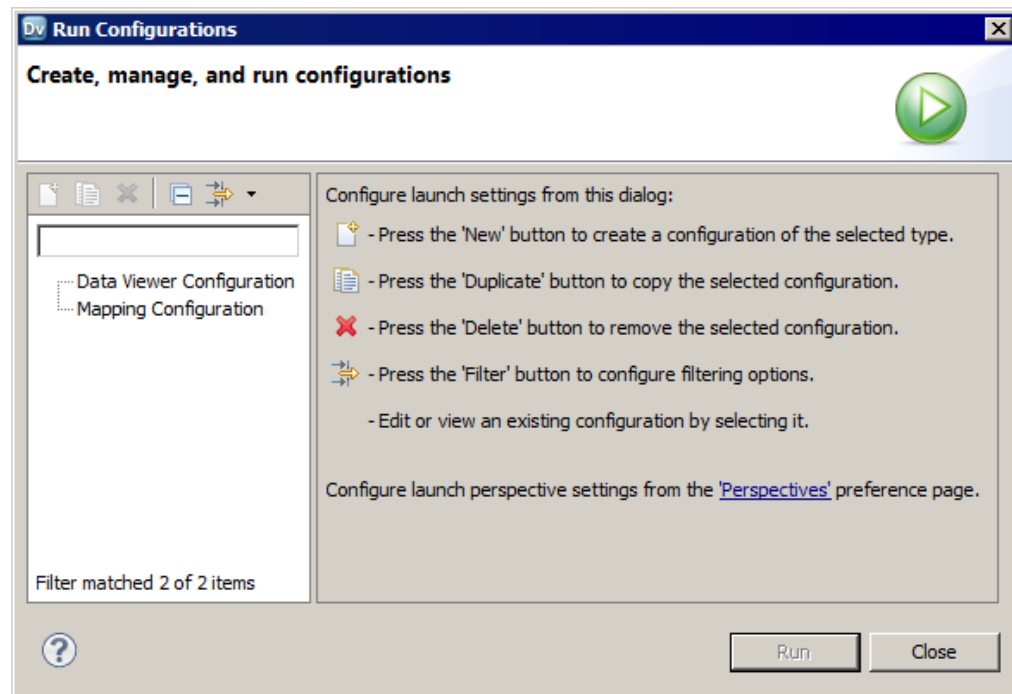 Dv Run Configurations
Create, manage, and run configurations
Configure launch settings from this dialog:
- Press the 'New' button to create a configuration of the selected type.
- Press the 'Duplicate' button to copy the selected configuration.
- Press the 'Delete' button to remove the selected configuration.
- Press the 'Filter' button to configure filtering options.
- Edit or view an existing configuration by selecting it.
Configure launch perspective settings from the 'Perspectives' preference page.
Data Viewer Configuration
Mapping Configuration
Filter matched 2 of 2 items
?
Run
Close